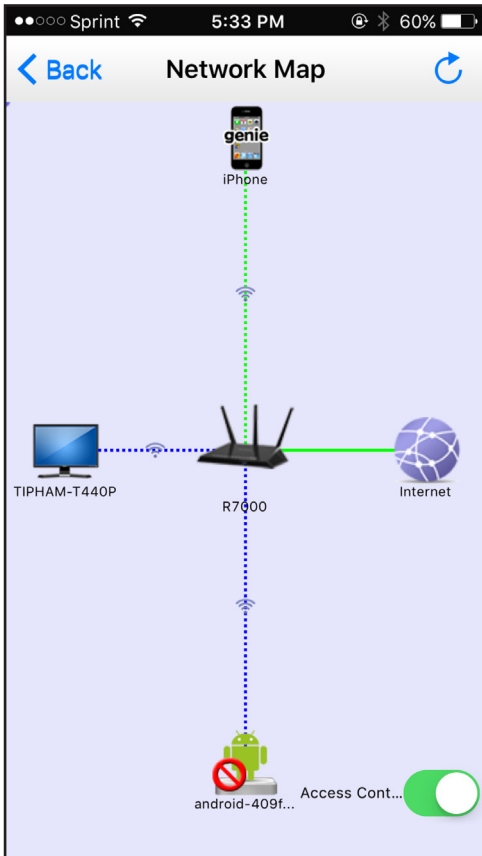 Sprint 5:33 PM 60%
Back Network Map
genie
iPhone
TIPHAM-T440P
R7000
Internet
android-409f...
Access Cont...